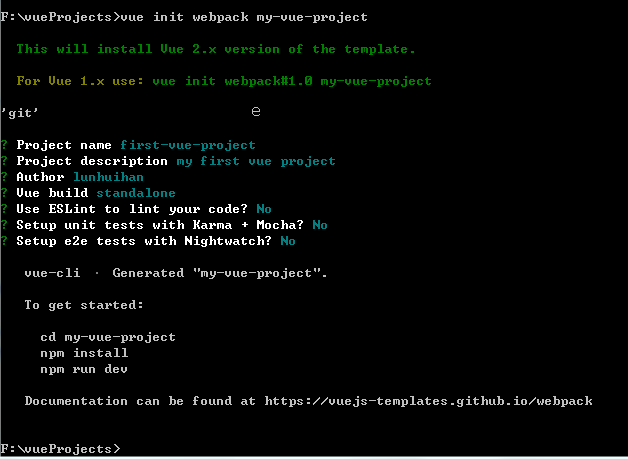 F:\vueProjects>vue init webpack my-vue-project
This will install Vue 2.x version of the template.
For Vue 1.x use: vue init webpack#1.0 my-vue-project
'git' e
? Project name first-vue-project
? Project description my first vue project
? Author lunhuihan
? Vue build standalone
? Use ESLint to lint your code? No
? Setup unit tests with Karma + Mocha? No
? Setup e2e tests with Nightwatch? No
vue-cli · Generated "my-vue-project".
To get started:
cd my-vue-project
npm install
npm run dev
Documentation can be found at https://vuejs-templates.github.io/webpack
F:\vueProjects>